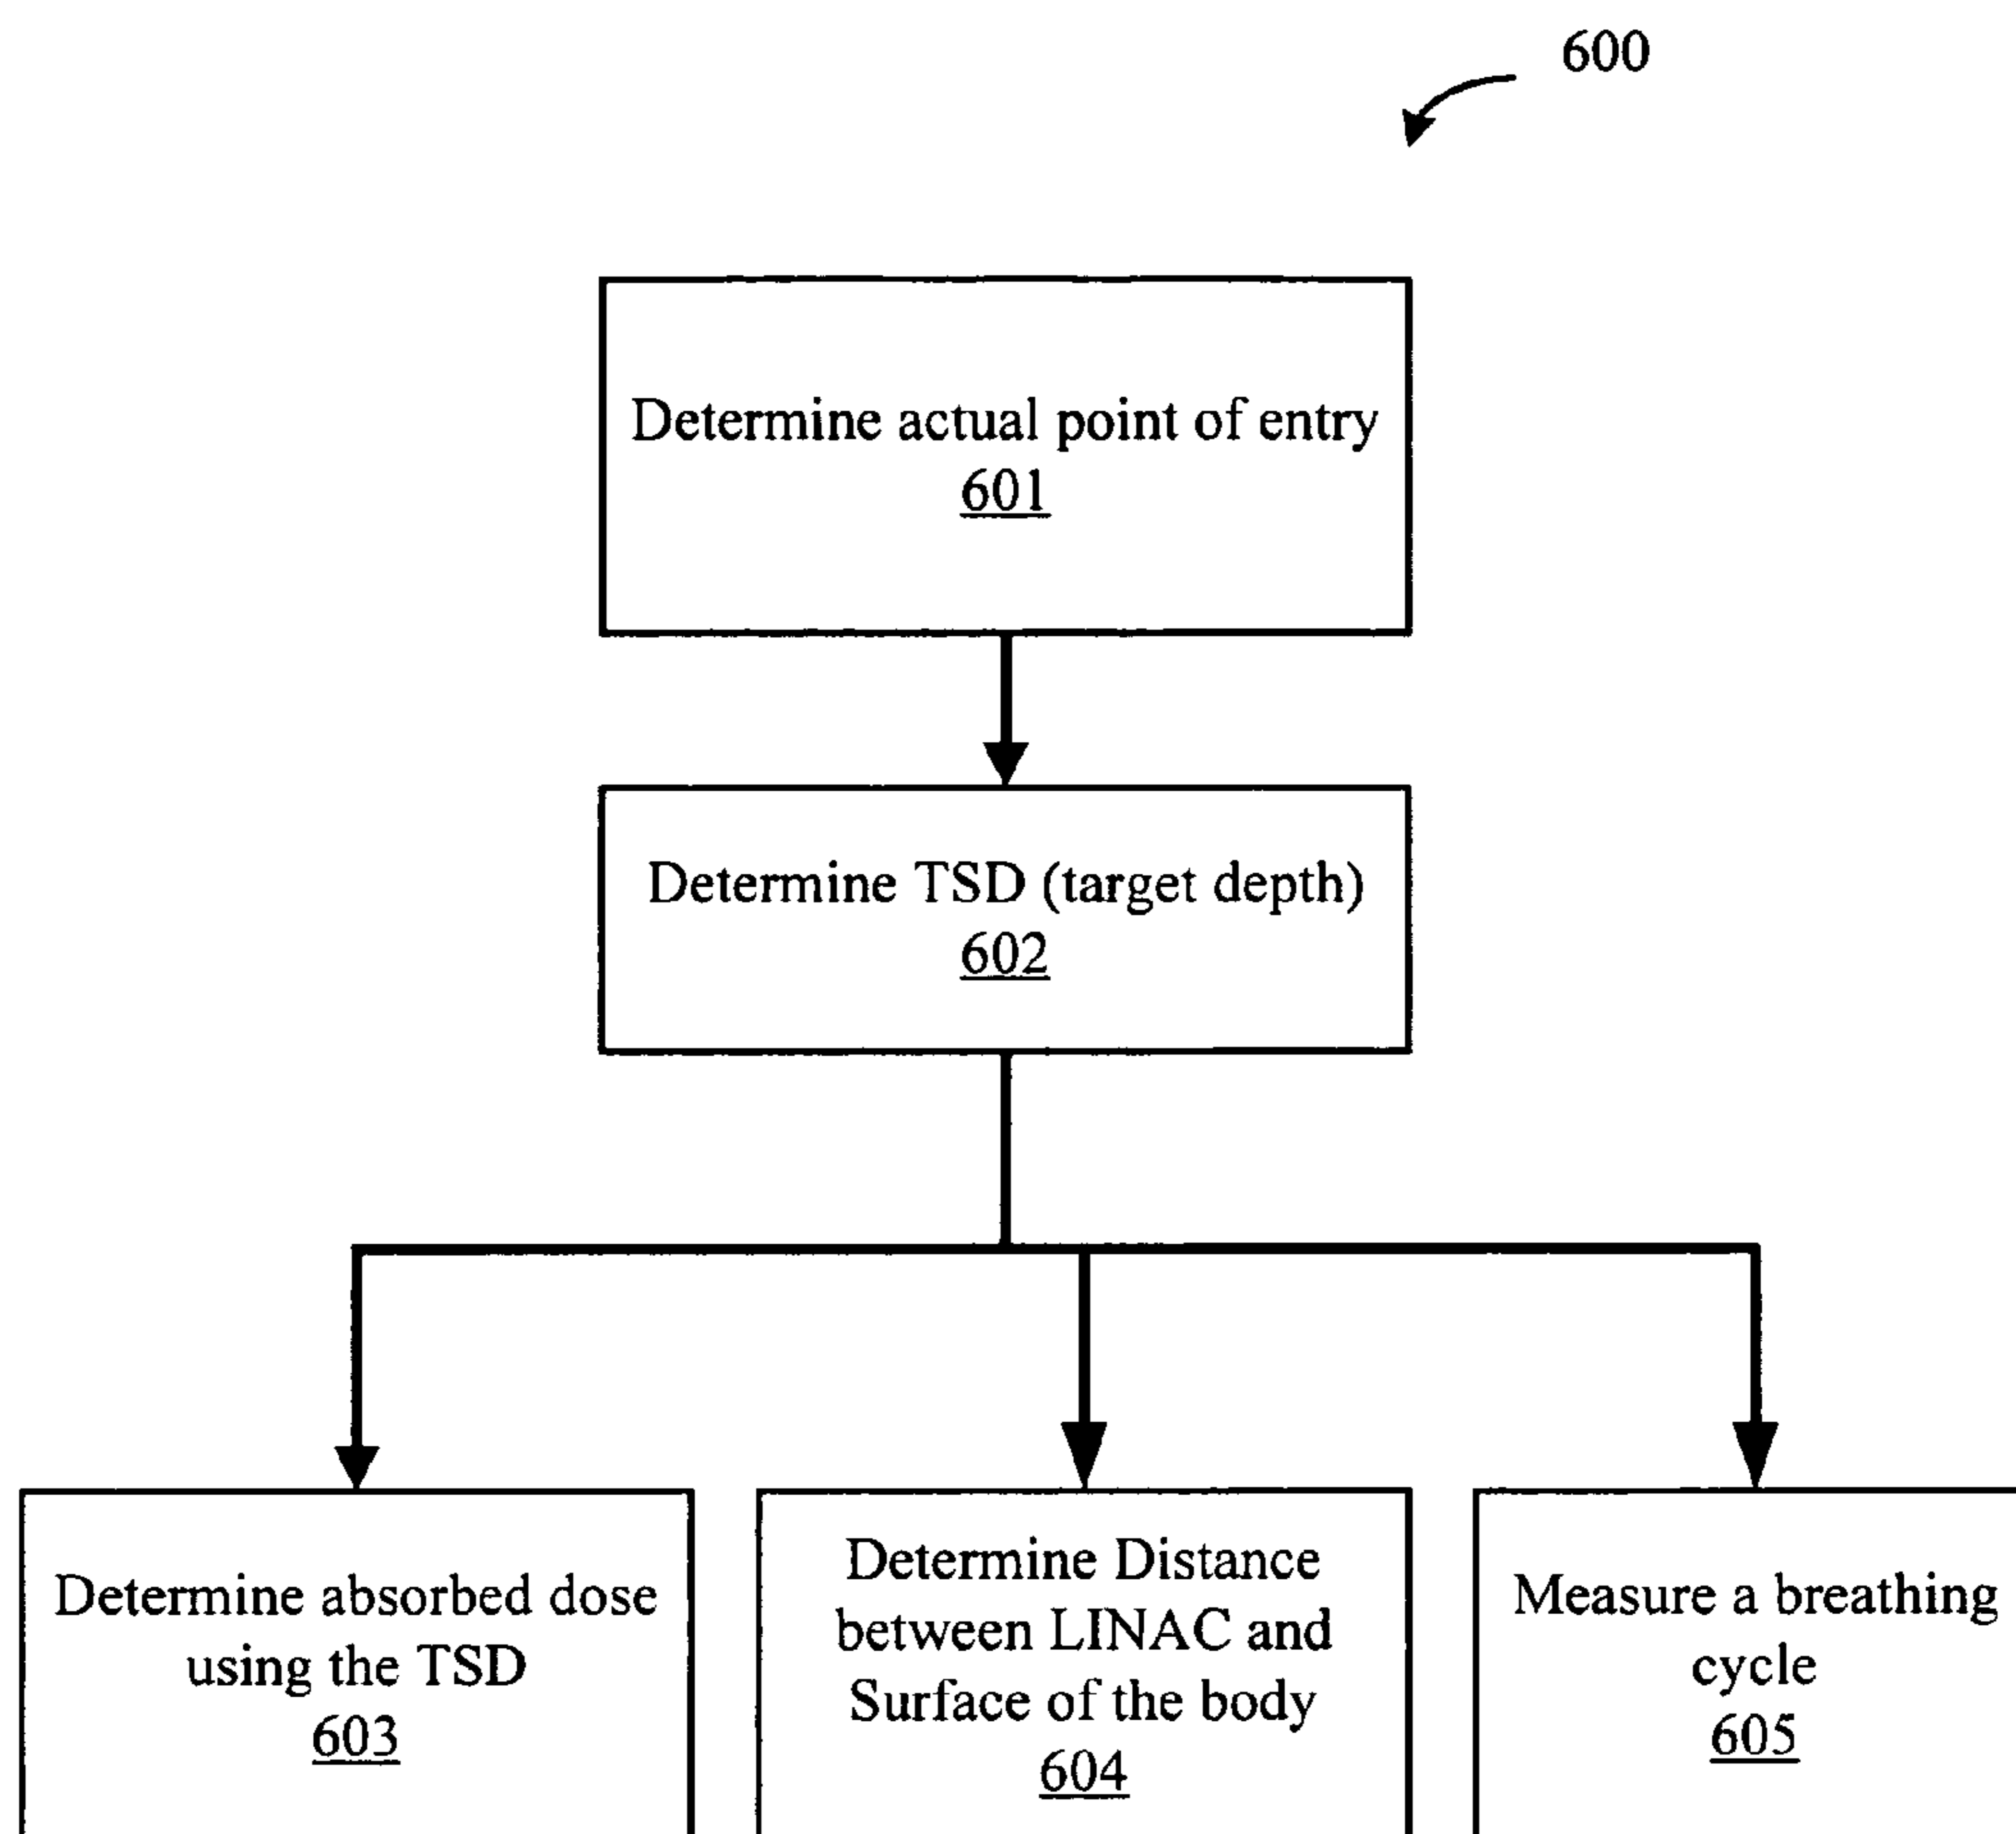 600
Determine actual point of entry
601
Determine TSD (target depth)
602
Determine absorbed dose
using the TSD
603
Determine Distance
between LINAC and
Surface of the body
604
Measure a breathing
cycle
605